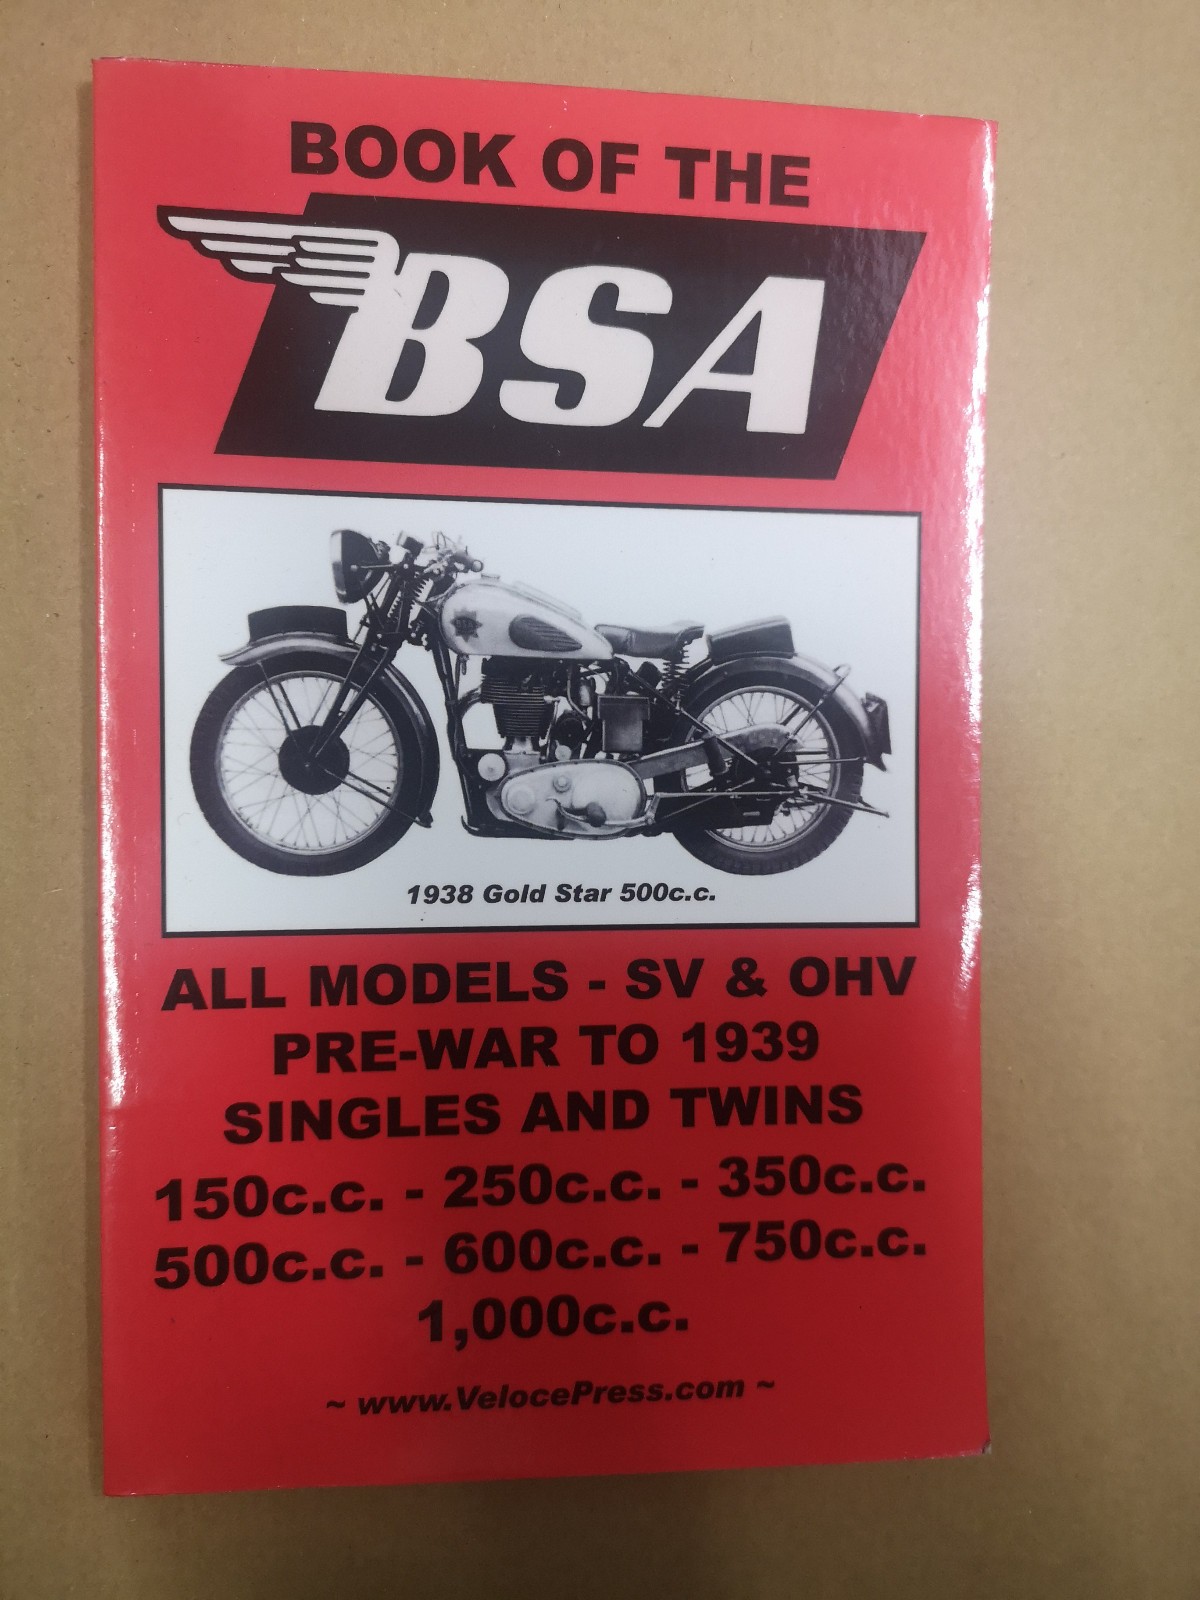 BOOK OF THE
BSA
1938 Gold Star 500c.c.
ALL MODELS - SV & OHV
PRE-WAR TO 1939
SINGLES AND TWINS
150c.c. - 250c.c. - 350c.c.
500c.c. - 600c.c. - 750c.c.
1,000c.c.
~ www.VelocePress.com ~